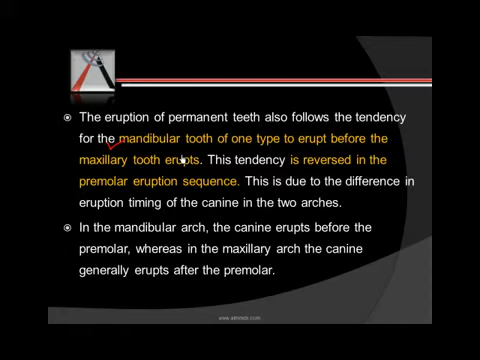 The eruption of permanent teeth also follows the tendency
for the mandibular tooth of one type to erupt before the
maxillary tooth erupts. This tendency is reversed in the
premolar eruption sequence. This is due to the difference in
eruption timing of the canine in the two arches.
In the mandibular arch, the canine erupts before the
premolar, whereas in the maxillary arch the canine
generally erupts after the premolar.